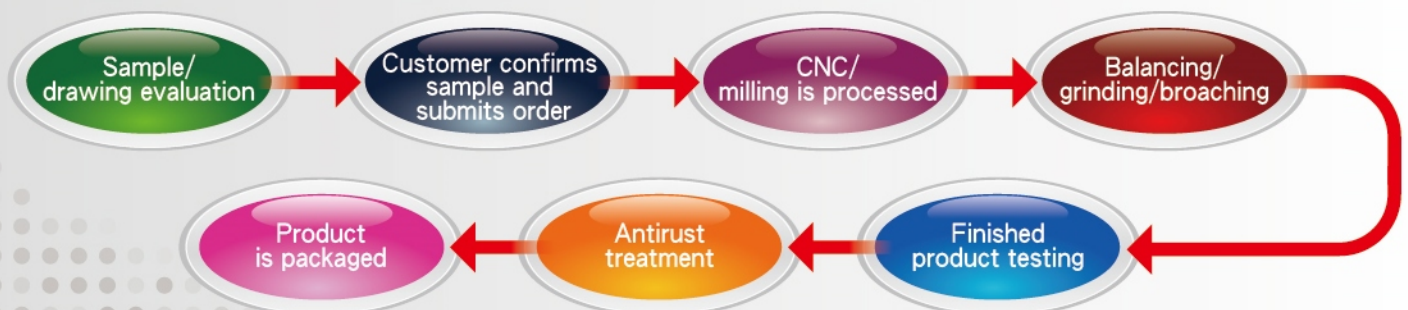 Sample/
drawing evaluation
Customer confirms
sample and
submits order
CNC/
milling is processed
Balancing/
grinding/broaching
Finished
product testing
Antirust
treatment
Product
is packaged